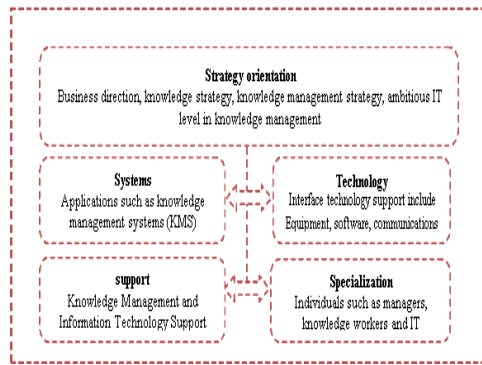 Strategy orientation
Business direction, knowledge strategy, knowledge management strategy, ambitious IT
level in knowledge management
Systems
Applications such as knowledge
management systems (KMS)
Technology
Interface technology support include
Equipment, software, communications
support
Knowledge Management and
Information Technology Support
Specialization
Individuals such as managers,
knowledge workers and IT